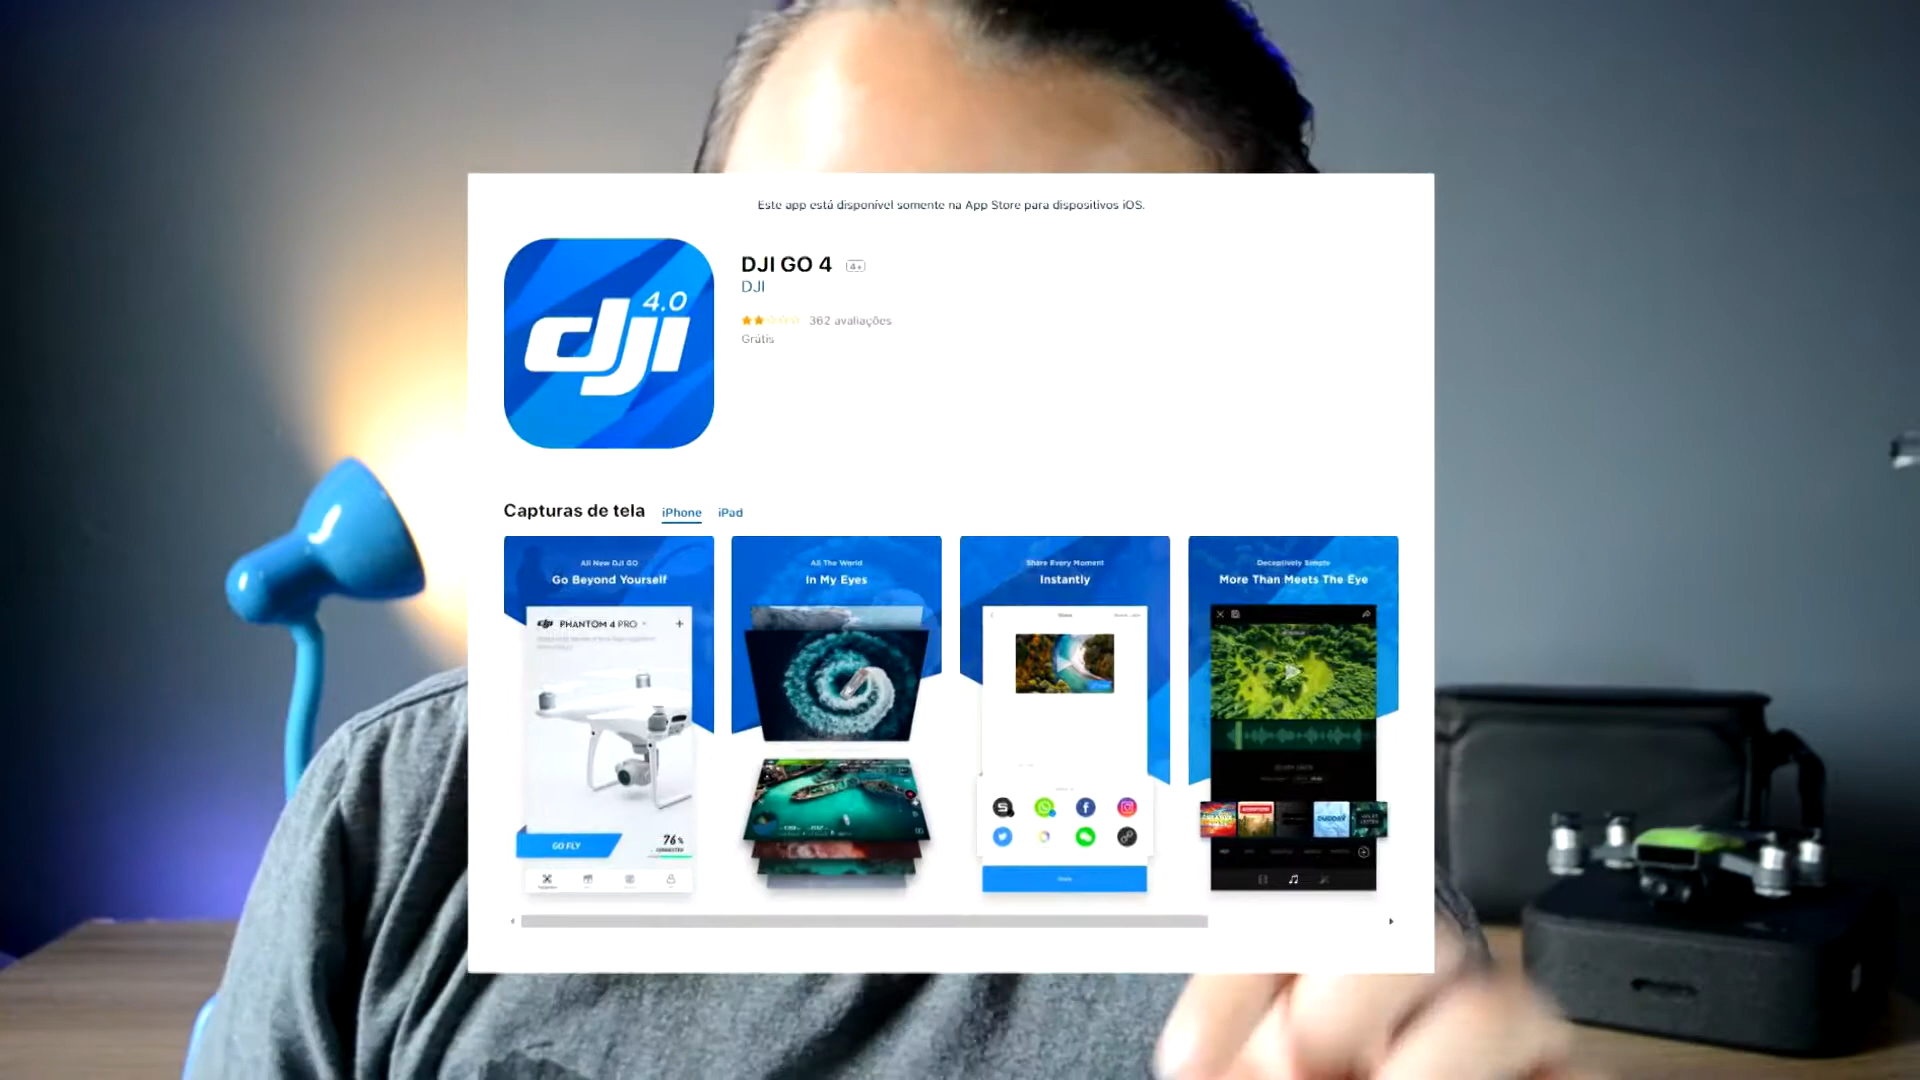 Este app está disponível somente na App Store para dispositivos iOS.
dji 4.0
DJI GO 4 4+
DJI
362 avaliações
Grátis
Capturas de tela iPhone iPad
All New DJI GO
Go Beyond Yourself
dji PHANTOM 4 PRO
GO FLY
76%
CONNECTED
All The World
In My Eyes
Share Every Moment
Instantly
Deceptively Simple
More Than Meets The Eye